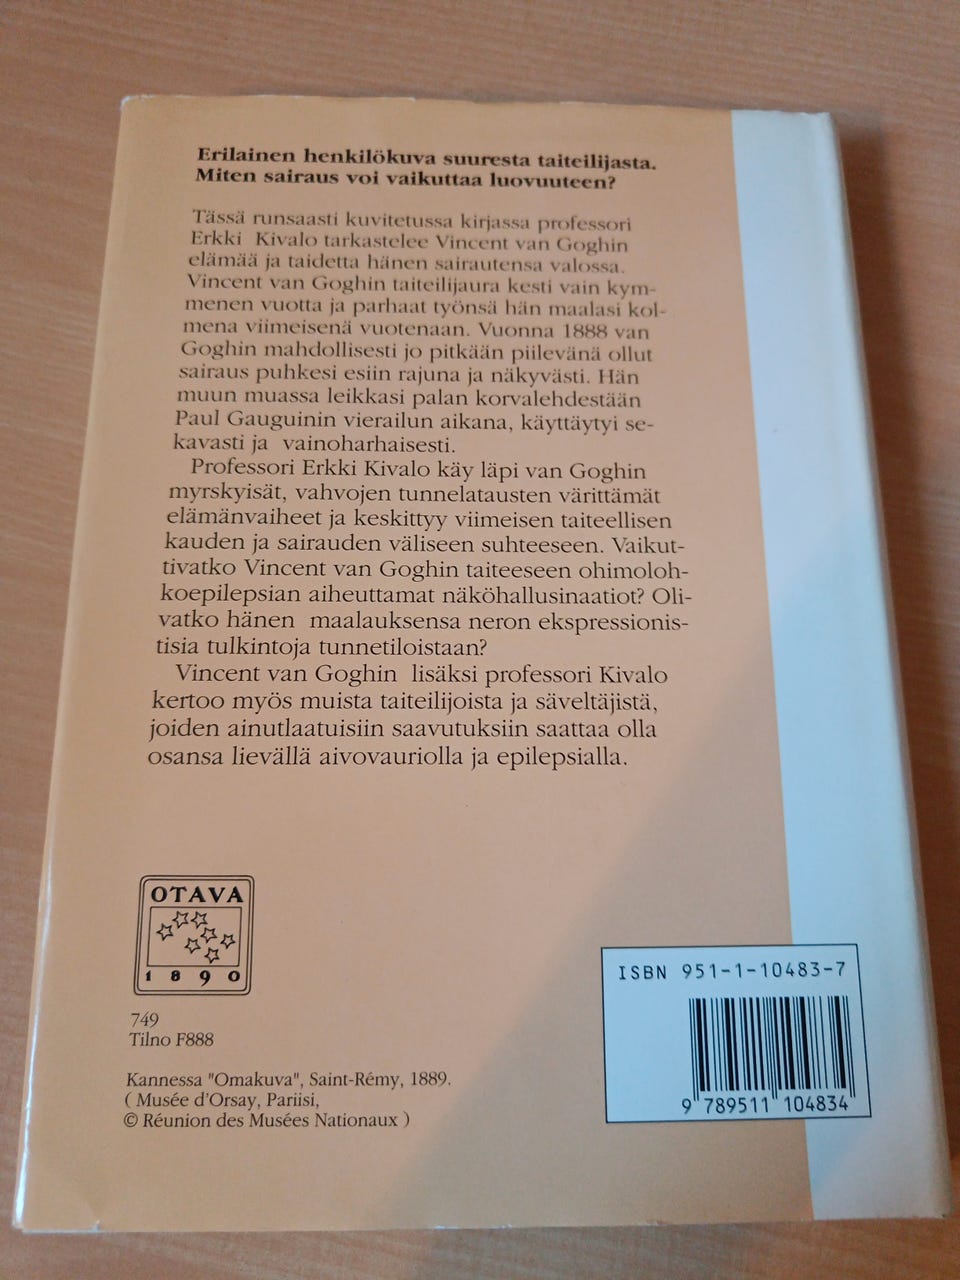 Erilainen henkilökuva suuresta taiteilijasta.
Miten sairaus voi vaikuttaa luovuuteen?
Tässä runsaasti kuvitetussa kirjassa professori
Erkki Kivalo tarkastelee Vincent van Goghin
elämää ja taidetta hänen sairautensa valossa.
Vincent van Goghin taiteilijaura kesti vain kym-
menen vuotta ja parhaat työnsä hän maalasi kol-
mena viimeisenä vuotenaan. Vuonna 1888 van
Goghin mahdollisesti jo pitkään piilevänä ollut
sairaus puhkesi esiin rajuna ja näkyvästi. Hän
muun muassa leikkasi palan korvalehdestään
Paul Gauguinin vierailun aikana, käyttäytyi se-
kavasti ja vainoharhaisesti.
Professori Erkki Kivalo käy läpi van Goghin
myrskyisät, vahvojen tunnelatausten värittämät
elämänvaiheet ja keskittyy viimeisen taiteellisen
kauden ja sairauden väliseen suhteeseen. Vaikut-
tivatko Vincent van Goghin taiteeseen ohimoloh-
koepilepsian aiheuttamat näköhallusinaatiot? Oli-
vatko hänen maalauksensa neron ekspressionis-
tisia tulkintoja tunnetiloistaan?
Vincent van Goghin lisäksi professori Kivalo
kertoo myös muista taiteilijoista ja säveltäjistä,
joiden ainutlaatuisiin saavutuksiin saattaa olla
osansa lievällä aivovauriolla ja epilepsialla.
OTAVA
1890
749
Tilno F888
Kannessa "Omakuva", Saint-Rémy, 1889.
( Musée d'Orsay, Pariisi,
© Réunion des Musées Nationaux )
ISBN 951-1-10483-7
9 789511 104834